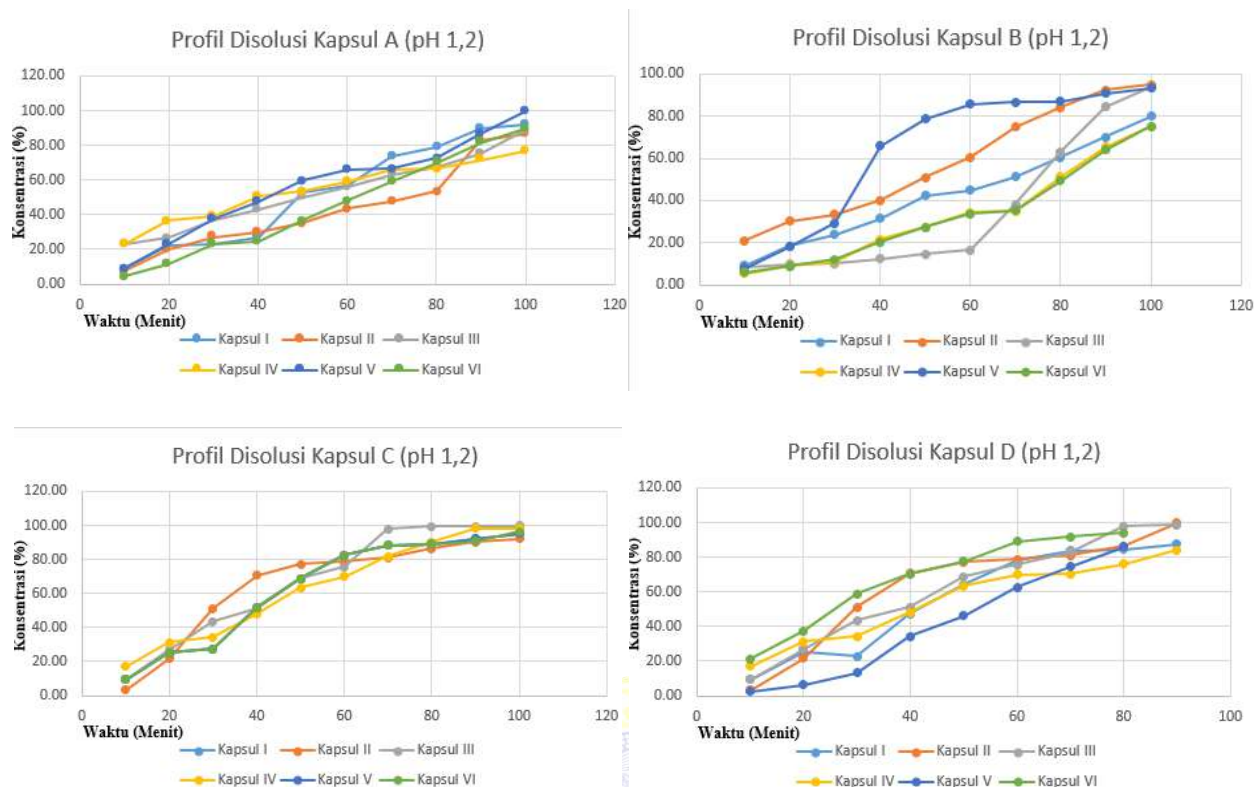 Profil Disolusi Kapsul A (pH 1,2)
Konsentrasi (%)
120.00
100.00
80.00
60.00
40.00
20.00
0.00
0 20 40 60 80 100 120
Waktu (Menit)
Kapsul I Kapsul II Kapsul III
Kapsul IV Kapsul V Kapsul VI
Profil Disolusi Kapsul B (pH 1,2)
Konsentrasi (%)
100.00
80.00
60.00
40.00
20.00
0.00
0 20 40 60 80 100 120
Waktu (Menit)
Kapsul I Kapsul II Kapsul III
Kapsul IV Kapsul V Kapsul VI
Profil Disolusi Kapsul C (pH 1,2)
Konsentrasi (%)
120.00
100.00
80.00
60.00
40.00
20.00
0.00
0 20 40 60 80 100 120
Waktu (Menit)
Kapsul I Kapsul II Kapsul III
Kapsul IV Kapsul V Kapsul VI
Profil Disolusi Kapsul D (pH 1,2)
Konsentrasi (%)
120.00
100.00
80.00
60.00
40.00
20.00
0.00
0 20 40 60 80 100
Waktu (Menit)
Kapsul I Kapsul II Kapsul III
Kapsul IV Kapsul V Kapsul VI